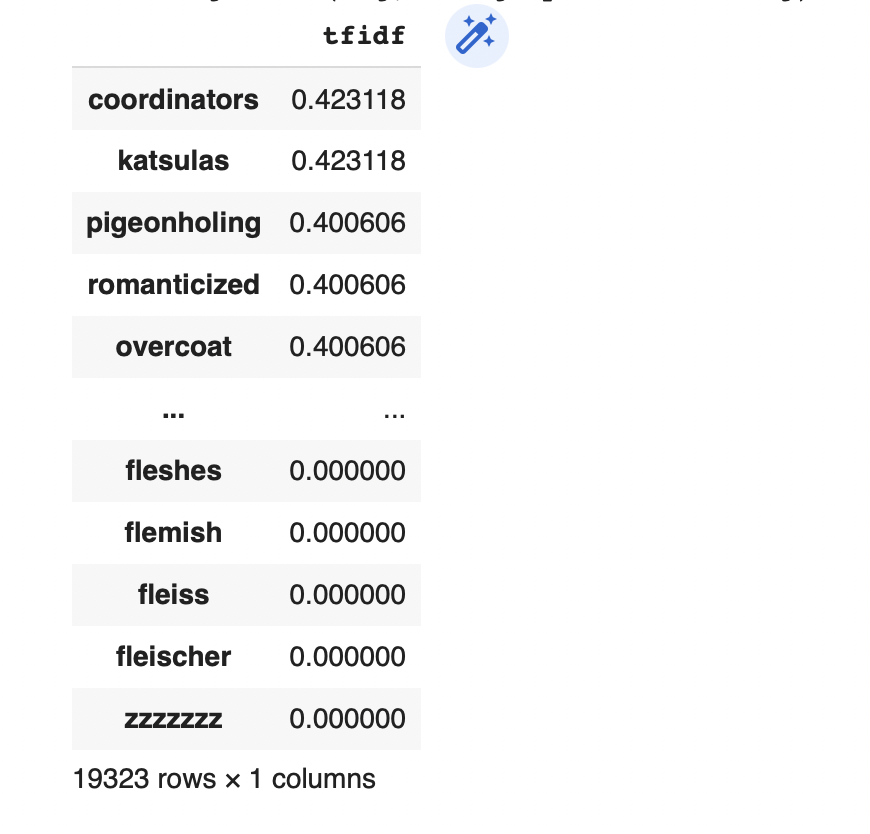 tfidf
coordinators 0.423118
katsulas 0.423118
pigeonholing 0.400606
romanticized 0.400606
overcoat 0.400606
... ...
fleshes 0.000000
flemish 0.000000
fleiss 0.000000
fleischer 0.000000
zzzzzzz 0.000000
19323 rows × 1 columns